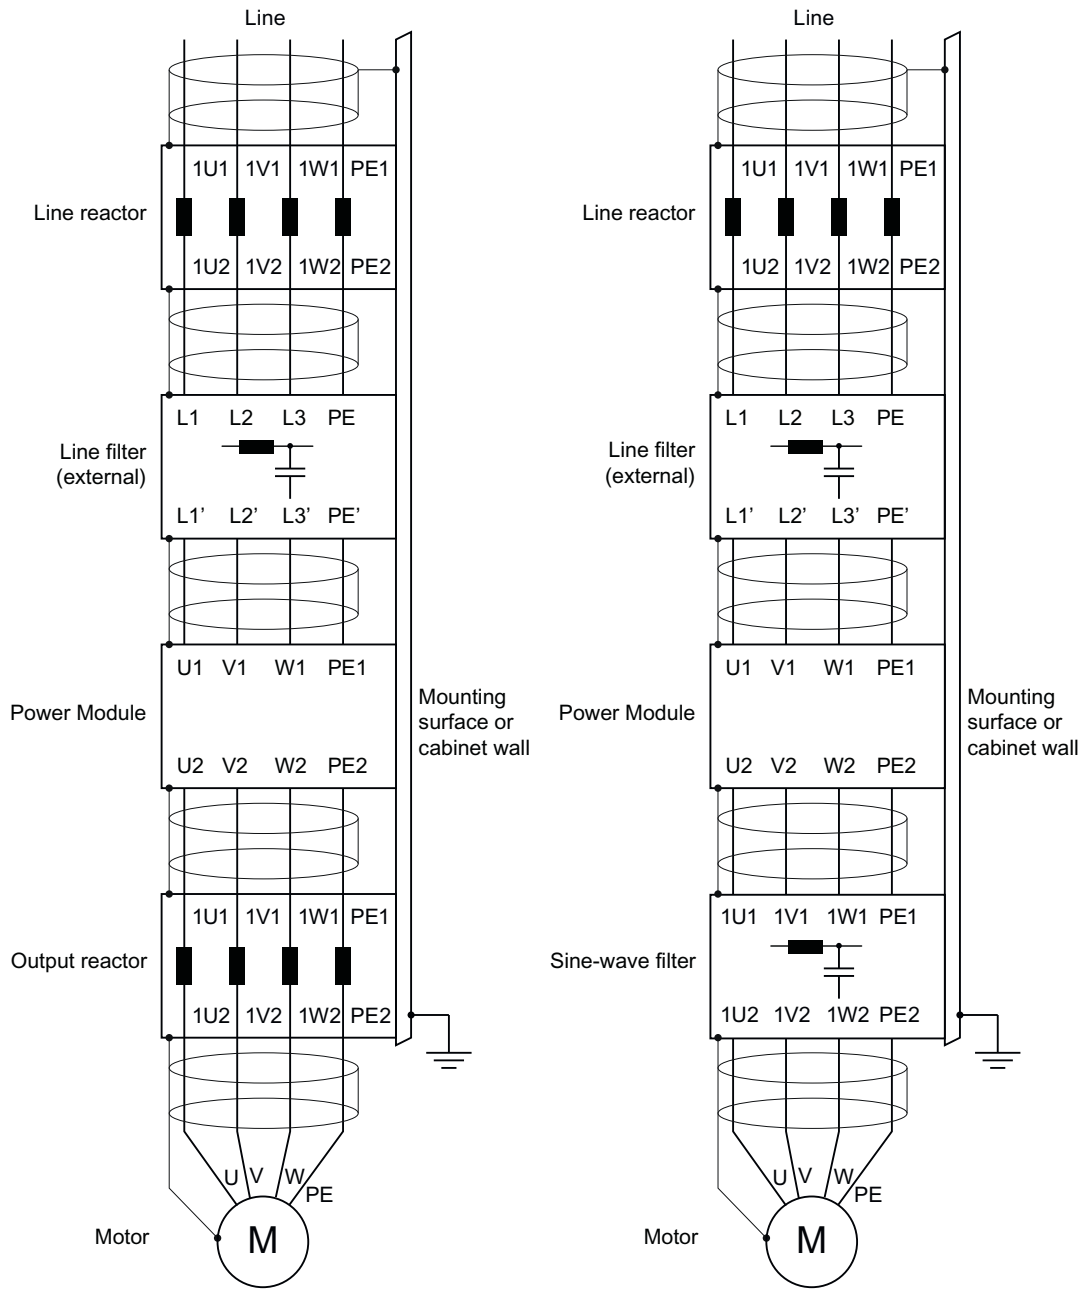 Line
1U1 1V1 1W1 PE1
Line reactor
1U2 1V2 1W2 PE2
L1 L2 L3 PE
Line filter
(external)
L1’ L2’ L3’ PE’
U1 V1 W1 PE1
Power Module
Mounting
surface or
cabinet wall
U2 V2 W2 PE2
1U1 1V1 1W1 PE1
Output reactor
1U2 1V2 1W2 PE2
U V W
PE
Motor
M
Line
1U1 1V1 1W1 PE1
Line reactor
1U2 1V2 1W2 PE2
L1 L2 L3 PE
Line filter
(external)
L1’ L2’ L3’ PE’
U1 V1 W1 PE1
Power Module
Mounting
surface or
cabinet wall
U2 V2 W2 PE2
1U1 1V1 1W1 PE1
Sine-wave filter
1U2 1V2 1W2 PE2
U V W
PE
Motor
M